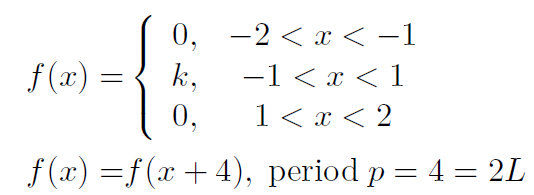 0, −2 < x < −1
f(x) = { k, −1 < x < 1
0, 1 < x < 2
f(x) =f(x + 4), period p = 4 = 2L